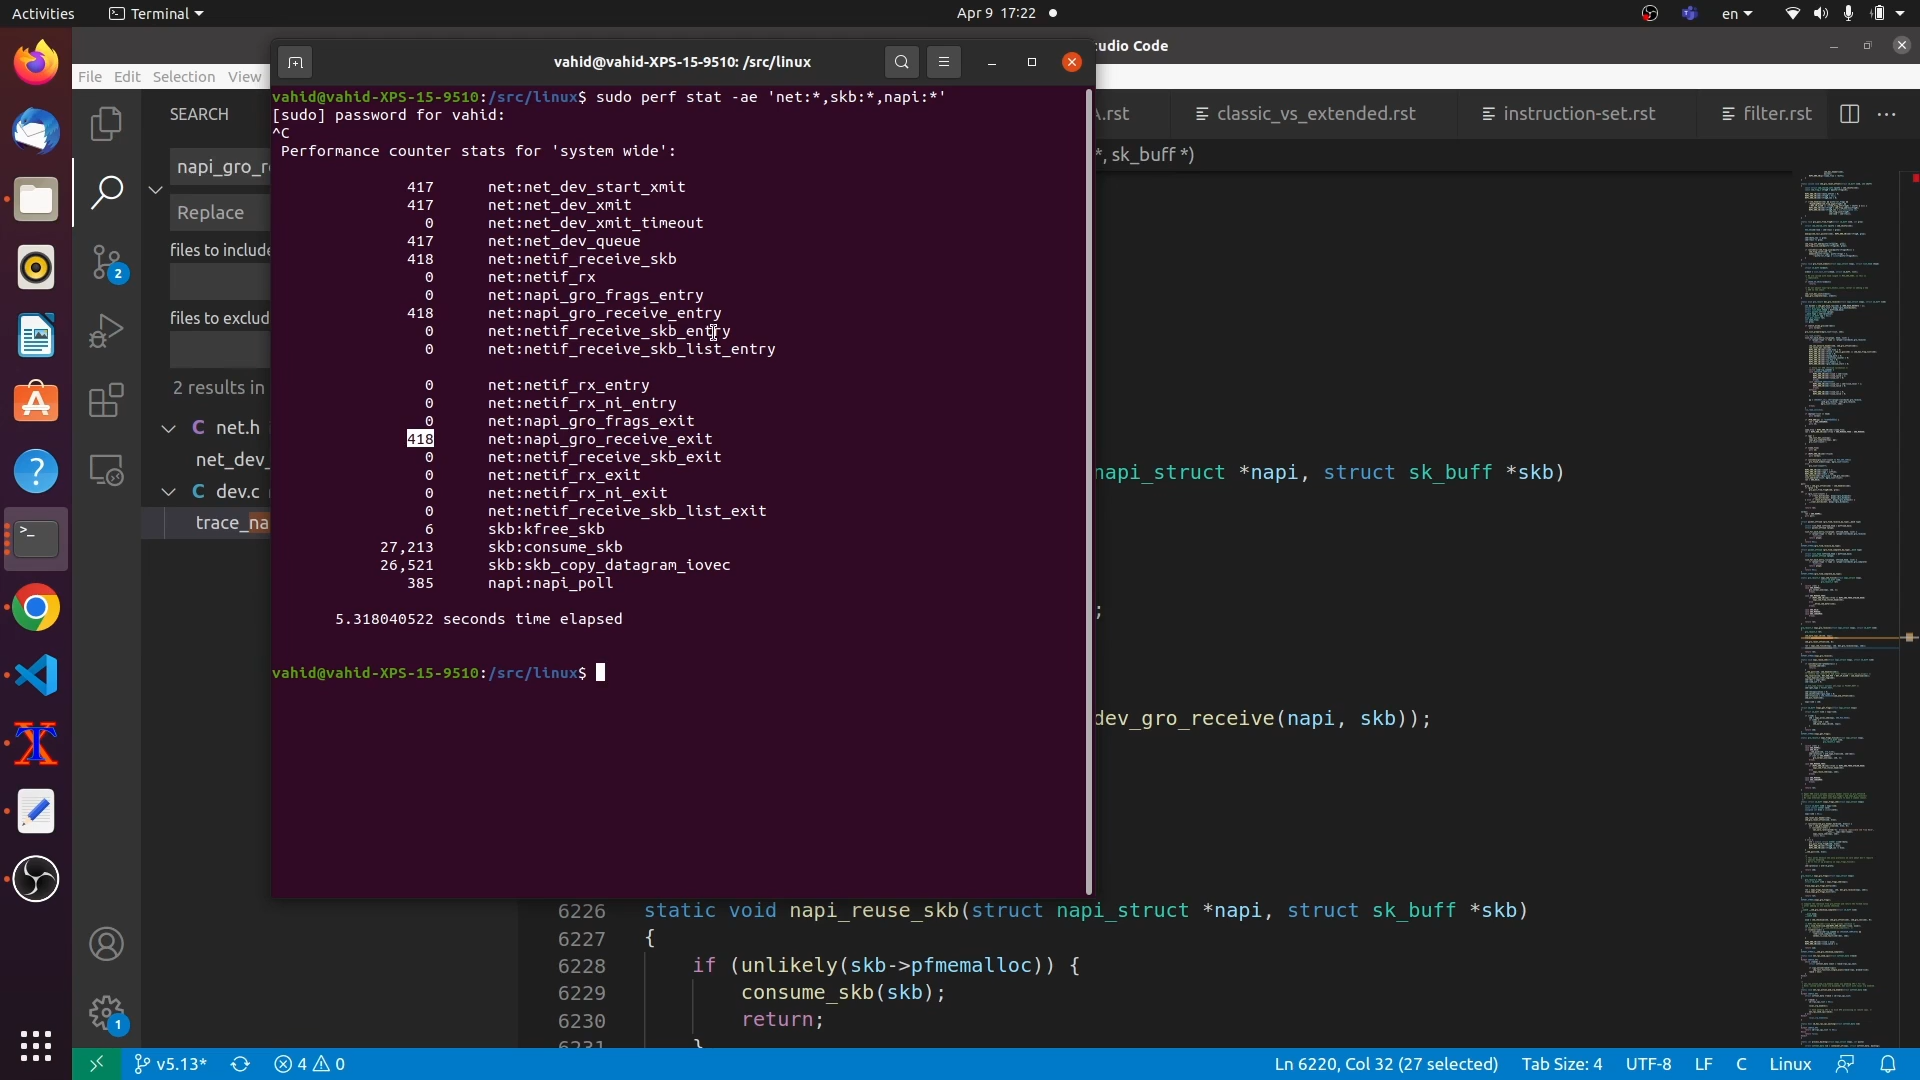 Activities
Terminal
Apr 9 17:22
en
vahid@vahid-XPS-15-9510: /src/linux
udio Code
File Edit Selection View
SEARCH
napi_gro_r
Replace
files to include
files to exclud
2 results in
net.h
net_dev_
dev.c
trace_na
2
1
vahid@vahid-XPS-15-9510:/src/linux$ sudo perf stat -ae 'net:*,skb:*,napi:*'
[sudo] password for vahid:
^C
Performance counter stats for 'system wide':
417 net:net_dev_start_xmit
417 net:net_dev_xmit
0 net:net_dev_xmit_timeout
417 net:net_dev_queue
418 net:netif_receive_skb
0 net:netif_rx
0 net:napi_gro_frags_entry
418 net:napi_gro_receive_entry
0 net:netif_receive_skb_entry
0 net:netif_receive_skb_list_entry
0 net:netif_rx_entry
0 net:netif_rx_ni_entry
0 net:napi_gro_frags_exit
418 net:napi_gro_receive_exit
0 net:netif_receive_skb_exit
0 net:netif_rx_exit
0 net:netif_rx_ni_exit
0 net:netif_receive_skb_list_exit
6 skb:kfree_skb
27,213 skb:consume_skb
26,521 skb:skb_copy_datagram_iovec
385 napi:napi_poll
5.318040522 seconds time elapsed
vahid@vahid-XPS-15-9510:/src/linux$
.rst
classic_vs_extended.rst
instruction-set.rst
filter.rst
*, sk_buff *)
napi_struct *napi, struct sk_buff *skb)
;
dev_gro_receive(napi, skb));
6226 static void napi_reuse_skb(struct napi_struct *napi, struct sk_buff *skb)
6227 {
6228 if (unlikely(skb->pfmemalloc)) {
6229 consume_skb(skb);
6230 return;
6231 }
v5.13*
4
0
Ln 6220, Col 32 (27 selected)
Tab Size: 4
UTF-8
LF
C
Linux